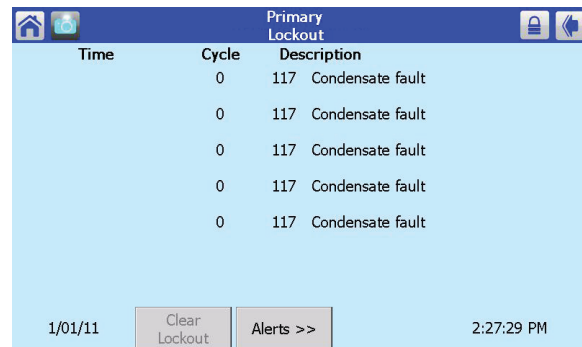 Primary
Lockout
Time Cycle Description
0 117 Condensate fault
0 117 Condensate fault
0 117 Condensate fault
0 117 Condensate fault
0 117 Condensate fault
1/01/11 Clear Lockout Alerts >> 2:27:29 PM